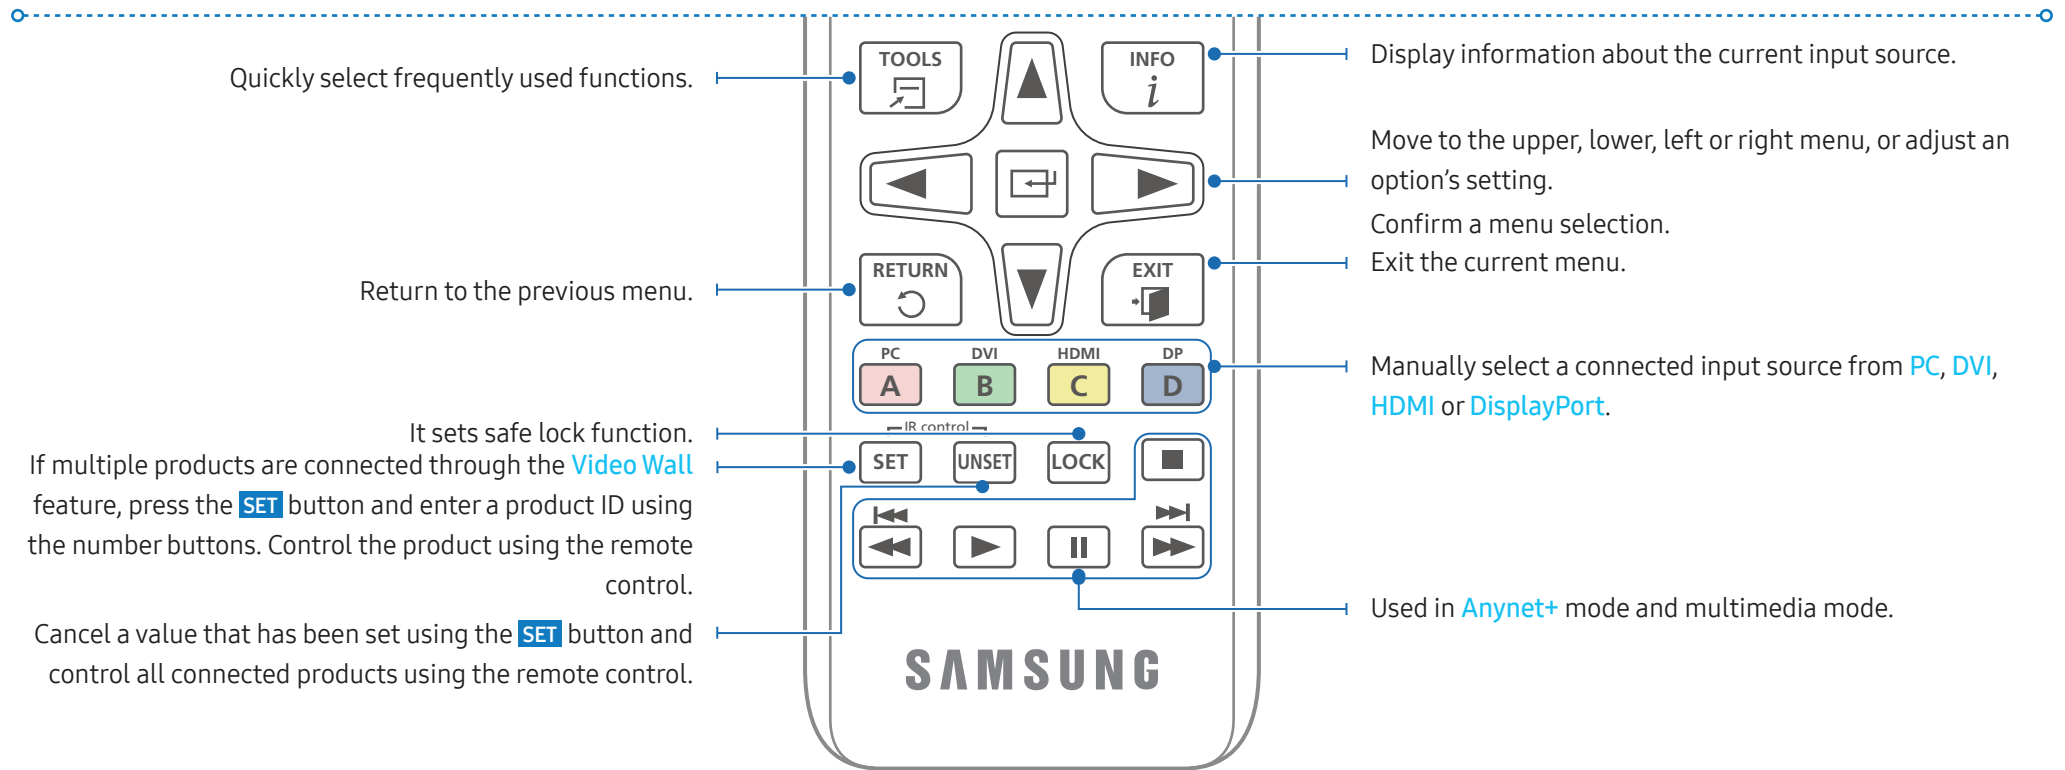 Quickly select frequently used functions.
Return to the previous menu.
It sets safe lock function.
If multiple products are connected through the Video Wall
feature, press the SET button and enter a product ID using
the number buttons. Control the product using the remote
control.
Cancel a value that has been set using the SET button and
control all connected products using the remote control.
TOOLS
INFO
i
RETURN
EXIT
PC DVI HDMI DP
A B C D
IR control
SET UNSET LOCK
SAMSUNG
Display information about the current input source.
Move to the upper, lower, left or right menu, or adjust an
option's setting.
Confirm a menu selection.
Exit the current menu.
Manually select a connected input source from PC, DVI,
HDMI or DisplayPort.
Used in Anynet+ mode and multimedia mode.